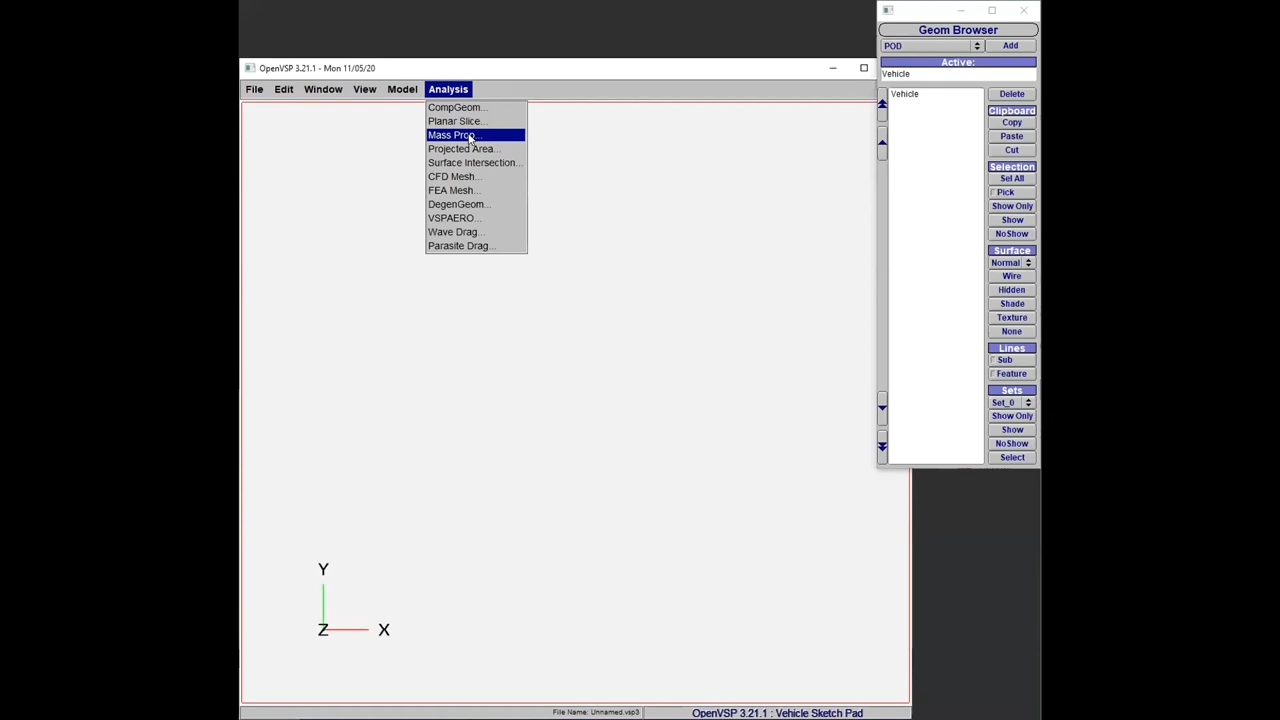 OpenVSP 3.21.1 - Mon 11/05/20
File Edit Window View Model Analysis
CompGeom...
Planar Slice...
Mass Prop...
Projected Area...
Surface Intersection...
CFD Mesh...
FEA Mesh...
DegenGeom...
VSPAERO...
Wave Drag...
Parasite Drag...
Y
Z X
File Name: Unnamed.vsp3
OpenVSP 3.21.1 : Vehicle Sketch Pad
Geom Browser
POD Add
Active:
Vehicle
Vehicle
Delete
Clipboard
Copy
Paste
Cut
Selection
Sel All
Pick
Show Only
Show
NoShow
Surface
Normal
Wire
Hidden
Shade
Texture
None
Lines
Sub
Feature
Sets
Set_0
Show Only
Show
NoShow
Select